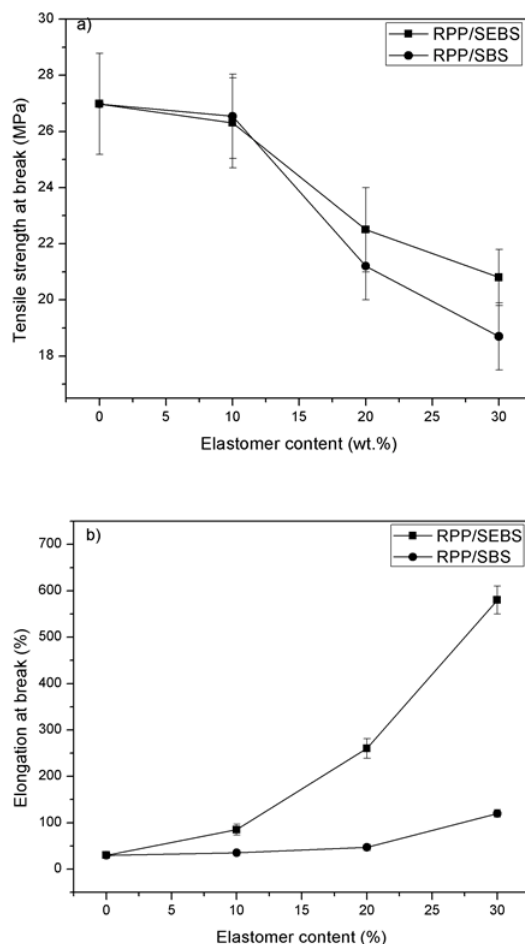 a)
RPP/SEBS
RPP/SBS
30
28
26
24
22
20
18
Tensile strength at break (MPa)
0 5 10 15 20 25 30
Elastomer content (wt.%)
b)
RPP/SEBS
RPP/SBS
700
600
500
400
300
200
100
0
Elongation at break (%)
0 5 10 15 20 25 30
Elastomer content (%)